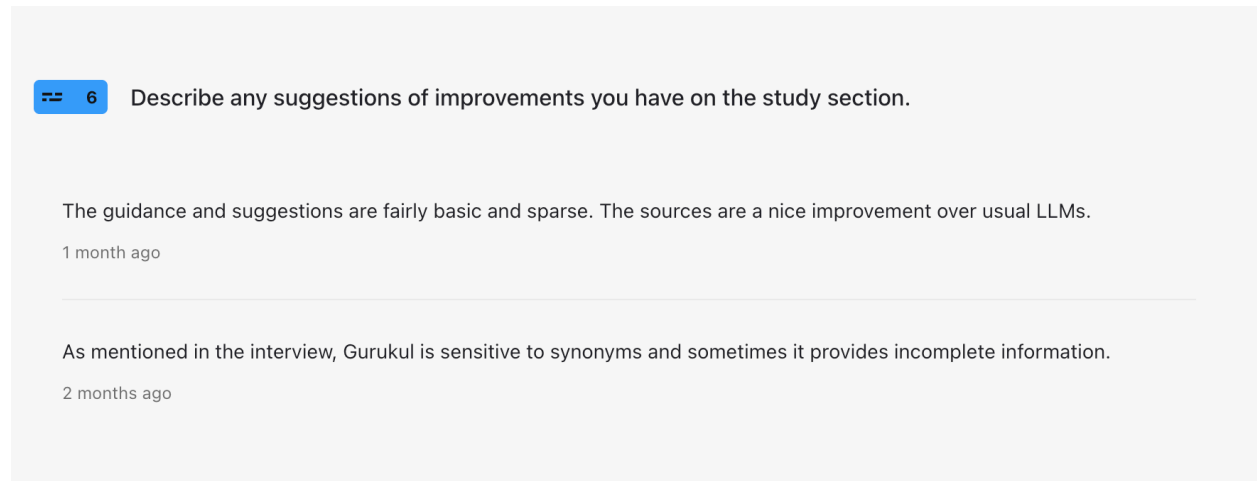 6 Describe any suggestions of improvements you have on the study section.
The guidance and suggestions are fairly basic and sparse. The sources are a nice improvement over usual LLMs.
1 month ago
As mentioned in the interview, Gurukul is sensitive to synonyms and sometimes it provides incomplete information.
2 months ago